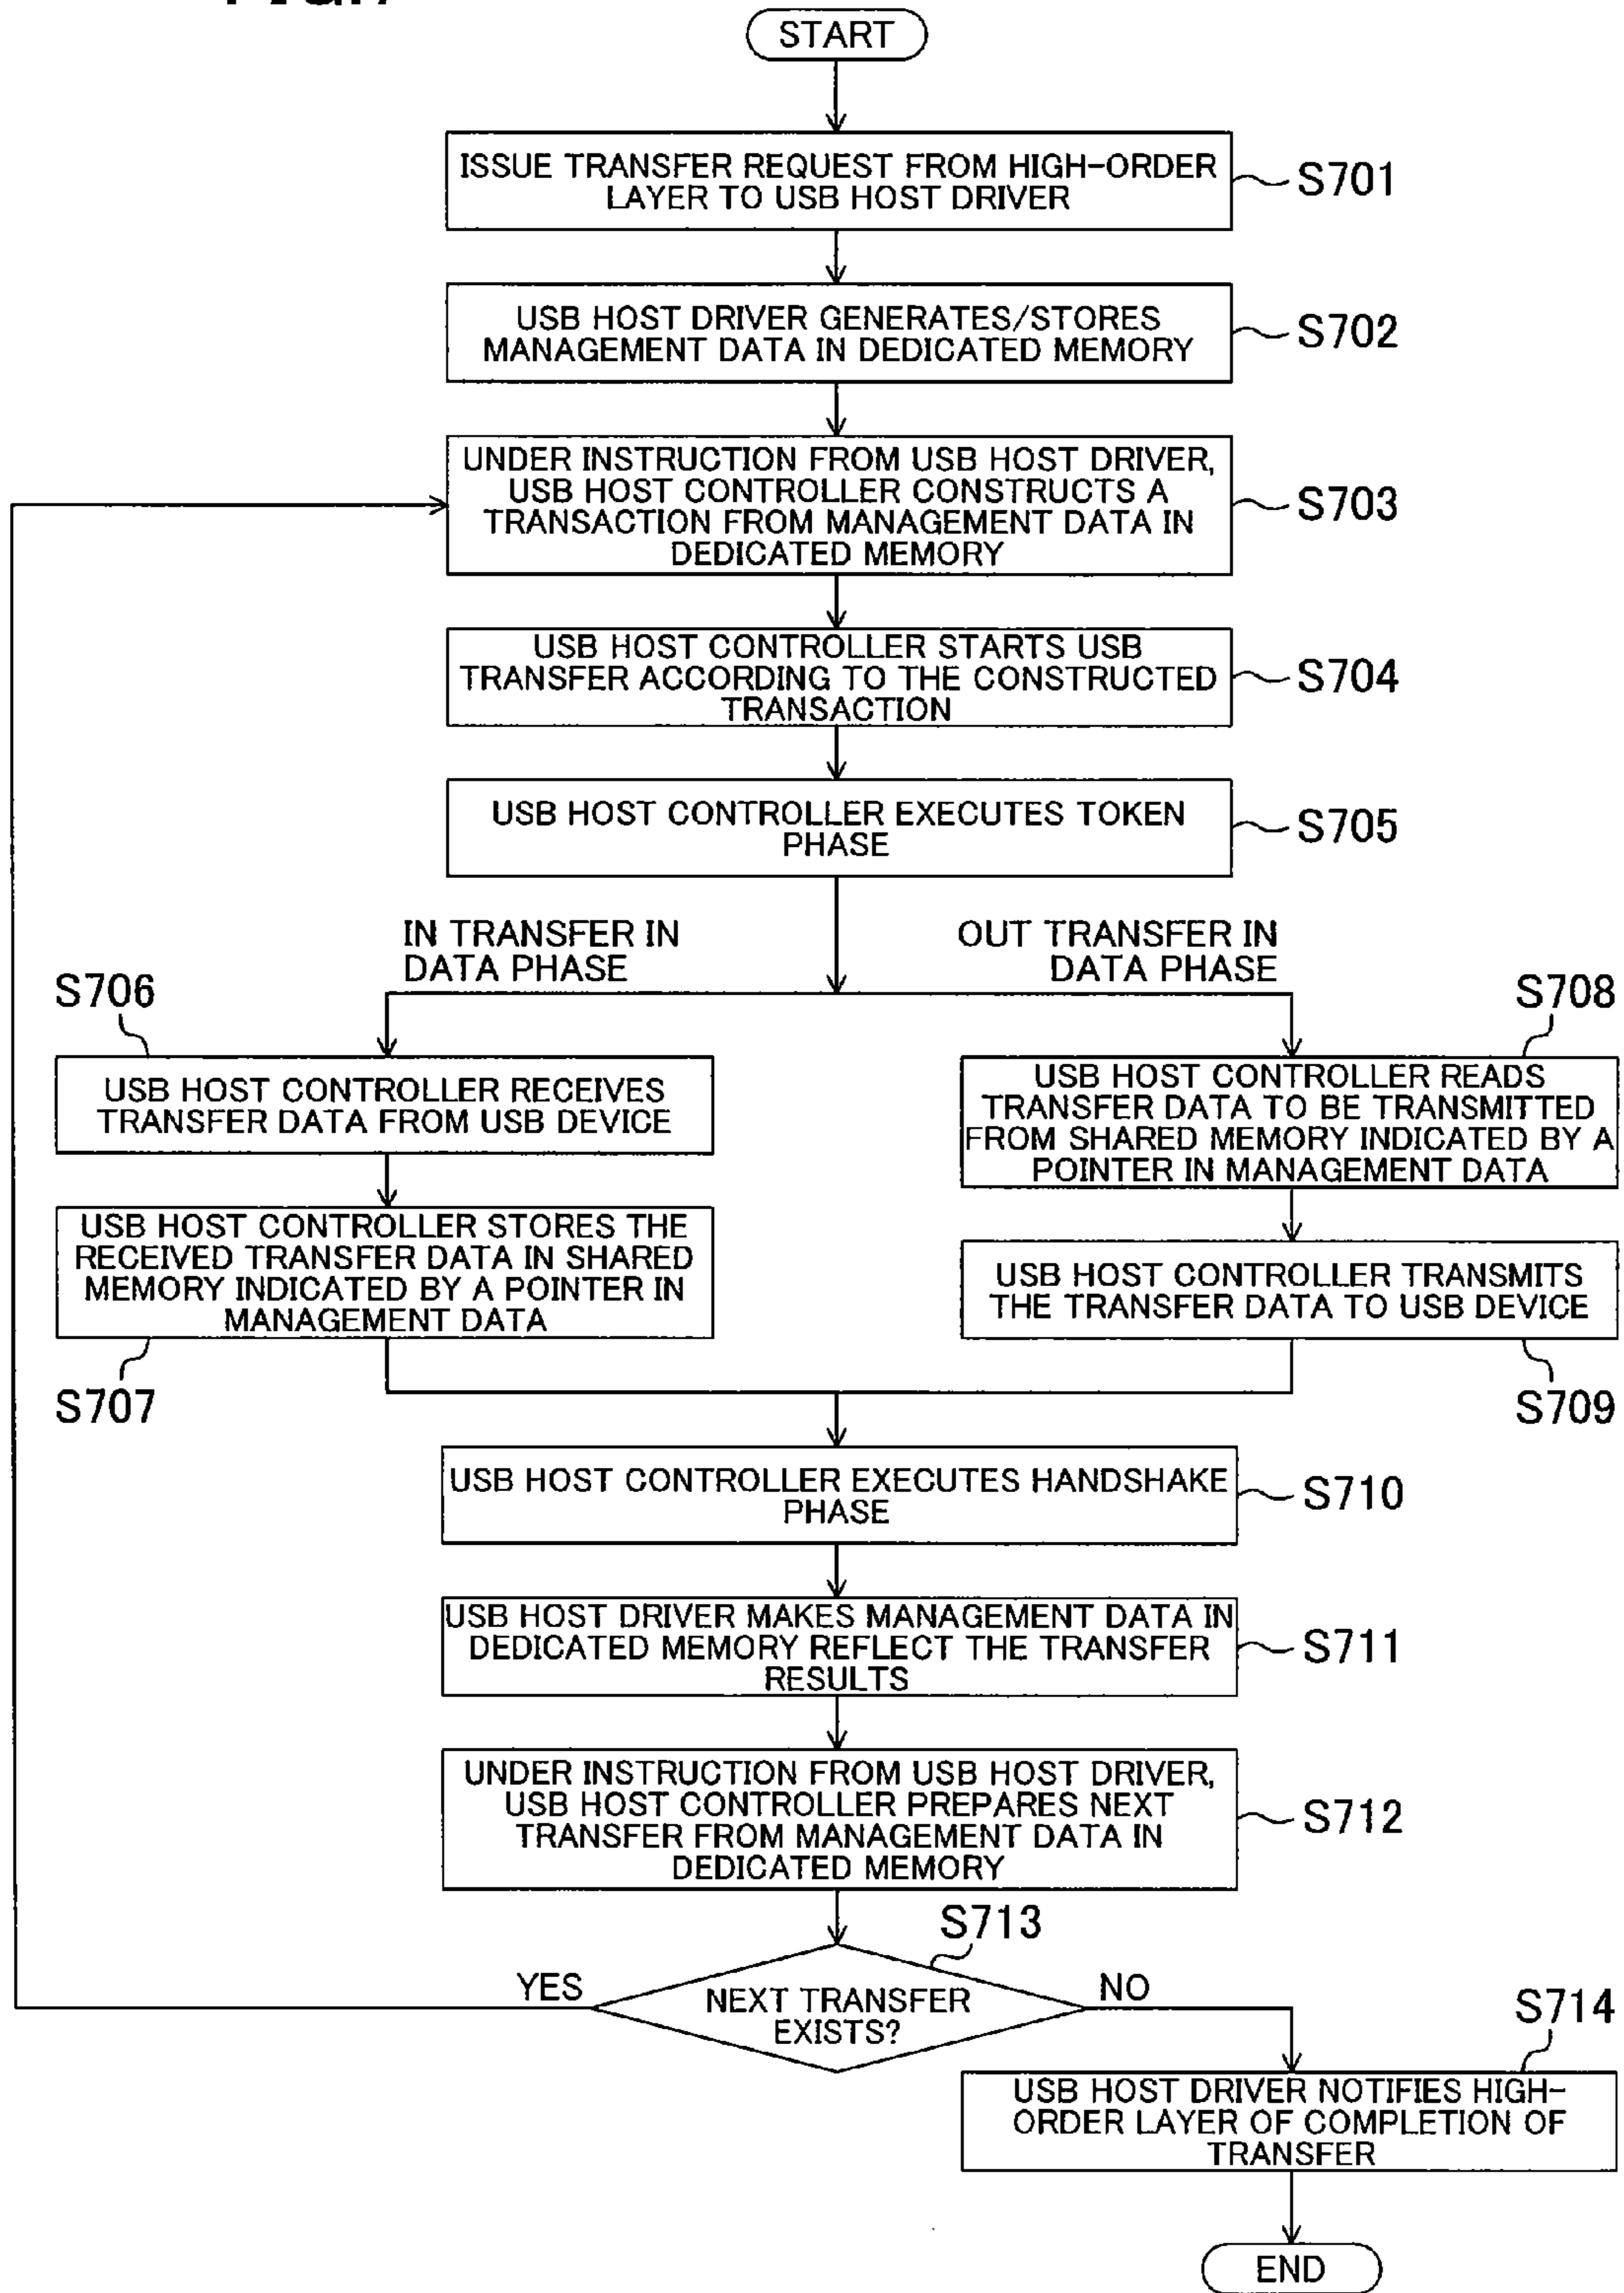 START
ISSUE TRANSFER REQUEST FROM HIGH-ORDER
LAYER TO USB HOST DRIVER
S701
USB HOST DRIVER GENERATES/STORES
MANAGEMENT DATA IN DEDICATED MEMORY
S702
UNDER INSTRUCTION FROM USB HOST DRIVER,
USB HOST CONTROLLER CONSTRUCTS A
TRANSACTION FROM MANAGEMENT DATA IN
DEDICATED MEMORY
S703
USB HOST CONTROLLER STARTS USB
TRANSFER ACCORDING TO THE CONSTRUCTED
TRANSACTION
S704
USB HOST CONTROLLER EXECUTES TOKEN
PHASE
S705
IN TRANSFER IN
DATA PHASE
OUT TRANSFER IN
DATA PHASE
S706
USB HOST CONTROLLER RECEIVES
TRANSFER DATA FROM USB DEVICE
USB HOST CONTROLLER STORES THE
RECEIVED TRANSFER DATA IN SHARED
MEMORY INDICATED BY A POINTER IN
MANAGEMENT DATA
S707
S708
USB HOST CONTROLLER READS
TRANSFER DATA TO BE TRANSMITTED
FROM SHARED MEMORY INDICATED BY A
POINTER IN MANAGEMENT DATA
USB HOST CONTROLLER TRANSMITS
THE TRANSFER DATA TO USB DEVICE
S709
USB HOST CONTROLLER EXECUTES HANDSHAKE
PHASE
S710
USB HOST DRIVER MAKES MANAGEMENT DATA IN
DEDICATED MEMORY REFLECT THE TRANSFER
RESULTS
S711
UNDER INSTRUCTION FROM USB HOST DRIVER,
USB HOST CONTROLLER PREPARES NEXT
TRANSFER FROM MANAGEMENT DATA IN
DEDICATED MEMORY
S712
S713
YES
NEXT TRANSFER
EXISTS?
NO
S714
USB HOST DRIVER NOTIFIES HIGH-
ORDER LAYER OF COMPLETION OF
TRANSFER
END